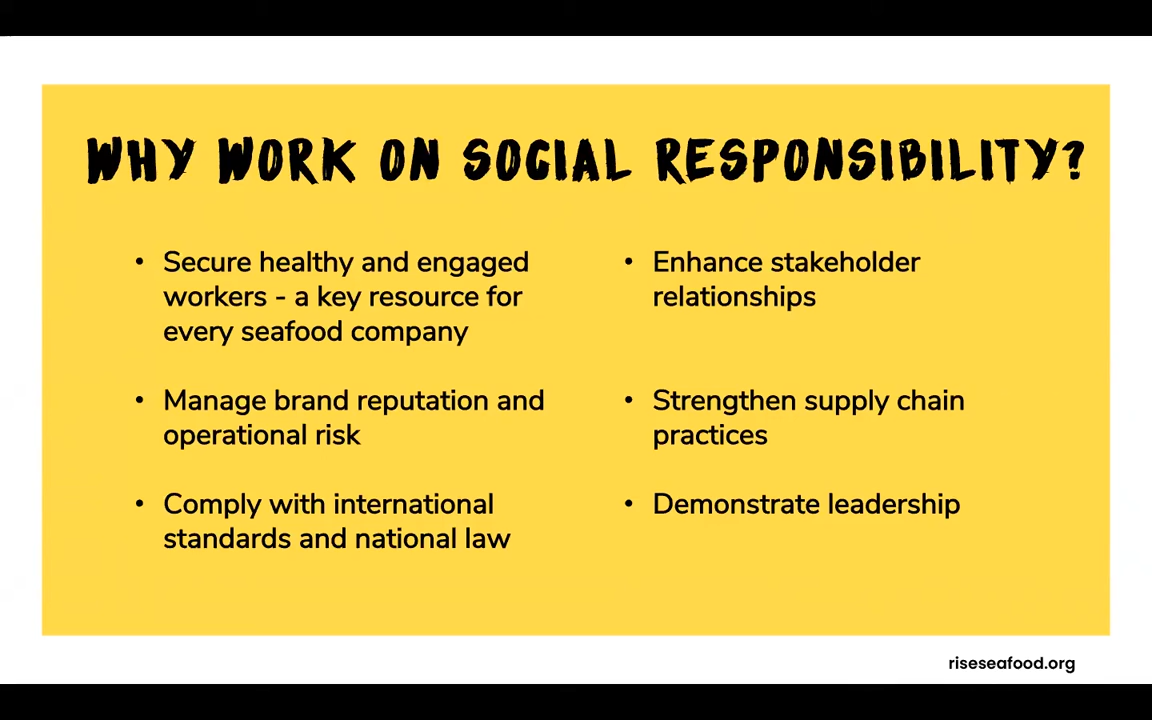 WHY WORK ON SOCIAL RESPONSIBILITY?
• Secure healthy and engaged
workers - a key resource for
every seafood company
• Manage brand reputation and
operational risk
• Comply with international
standards and national law
• Enhance stakeholder
relationships
• Strengthen supply chain
practices
• Demonstrate leadership
riseseafood.org